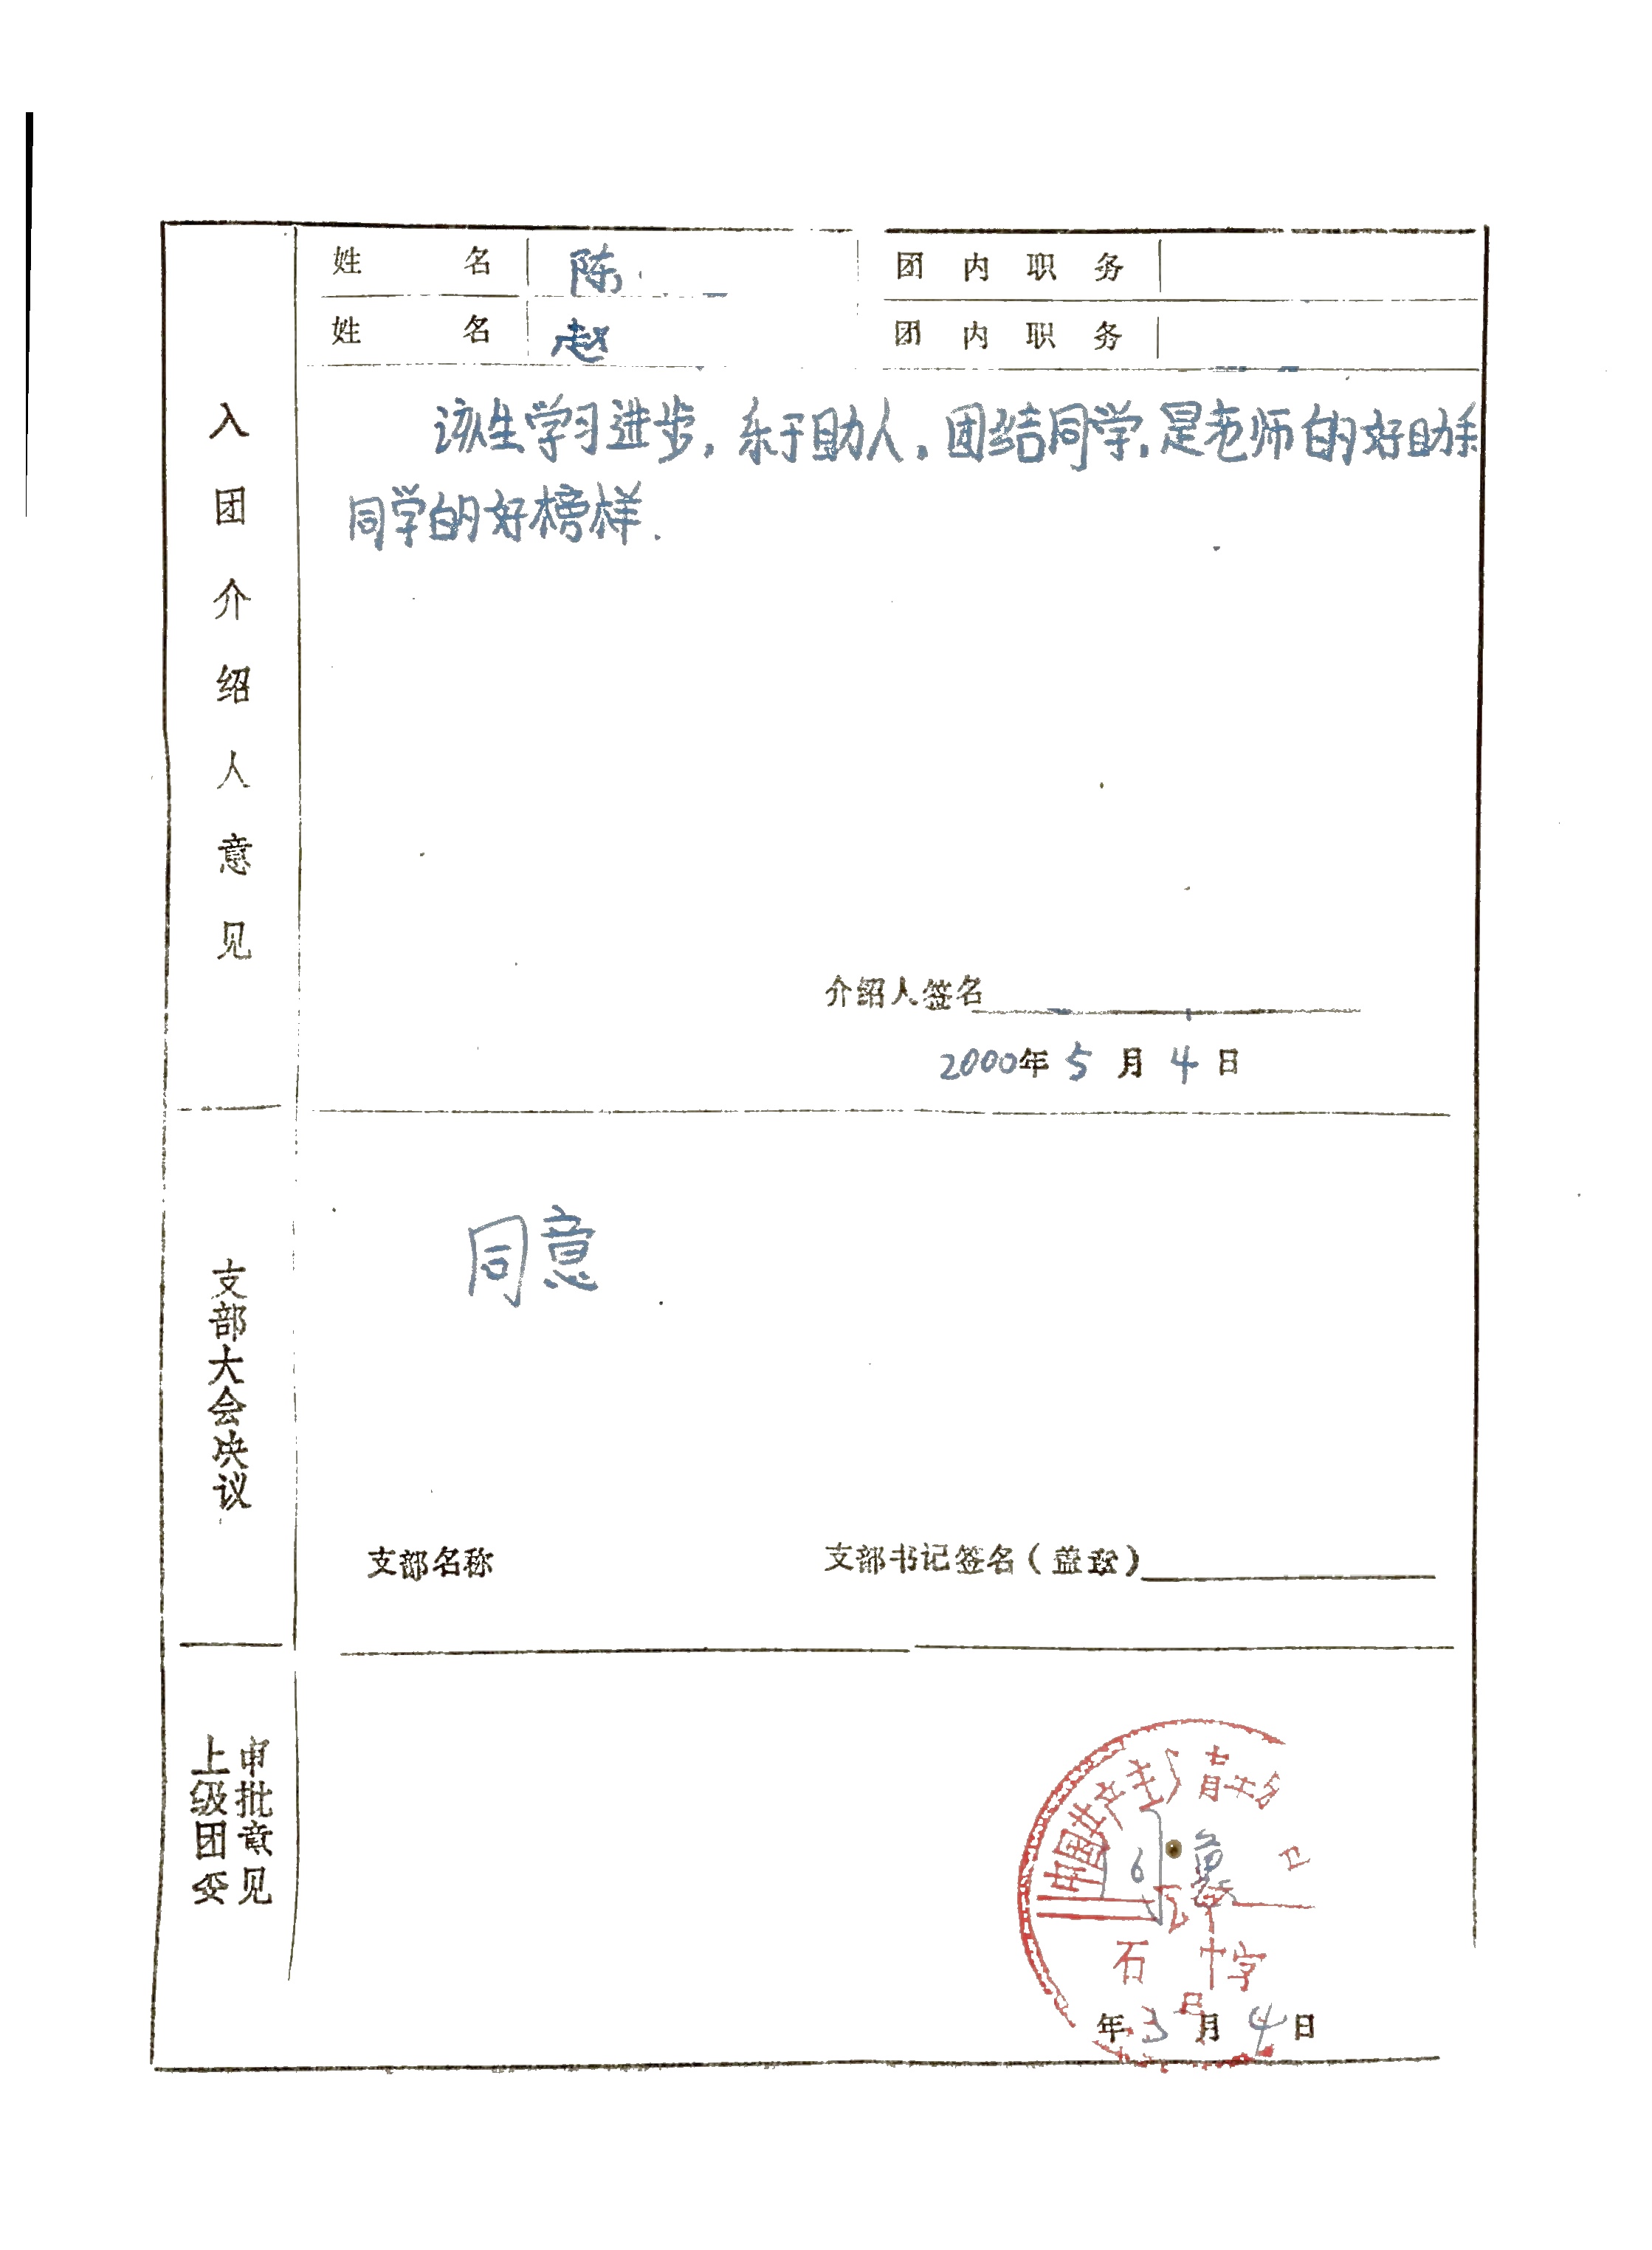 姓名 陈 团内职务
姓名 赵 团内职务
入团介绍人意见
该生学习进步，乐于助人，团结同学，是老师的好助手
同学的好榜样.
介绍人签名
2000年5月4日
支部大会决议
同意
支部名称 支部书记签名（盖章）
上级团委审批意见
中国共产主 青年
石 十字
年 月4日